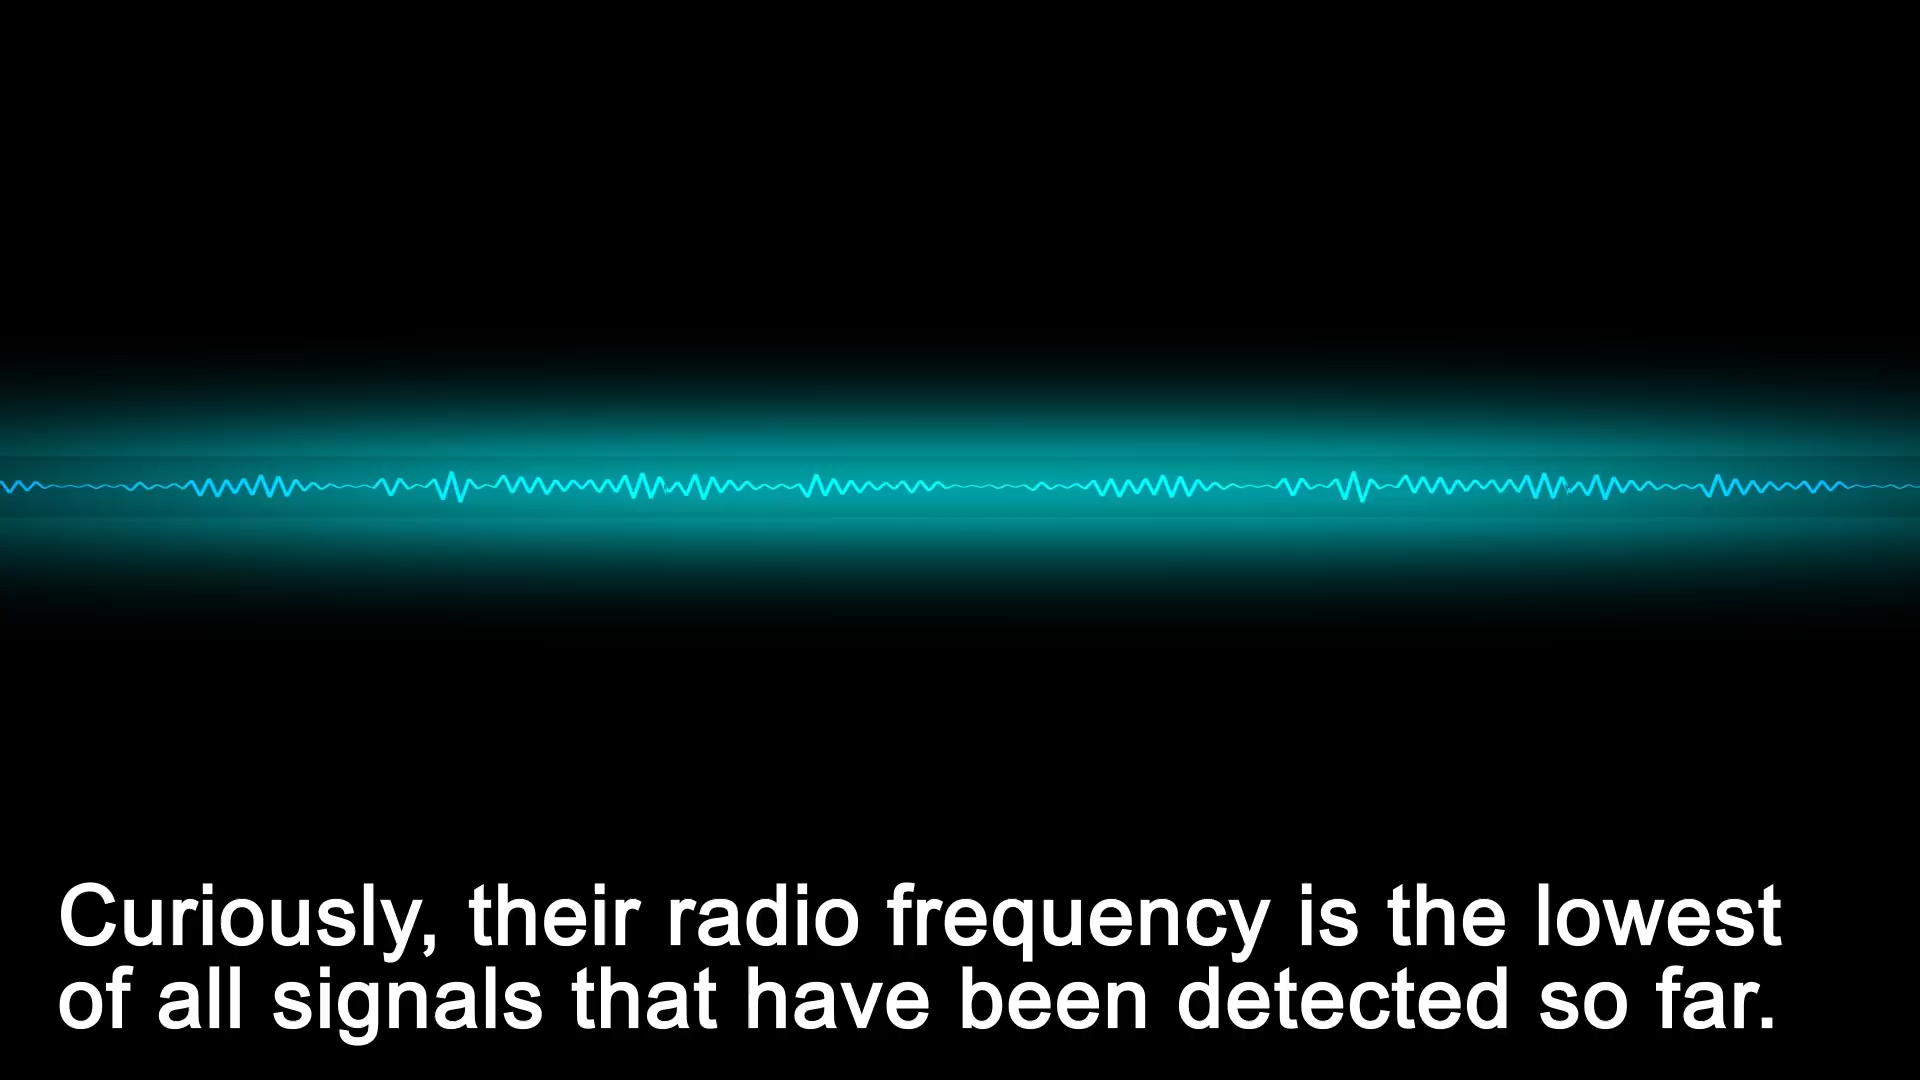 Curiously, their radio frequency is the lowest
of all signals that have been detected so far.